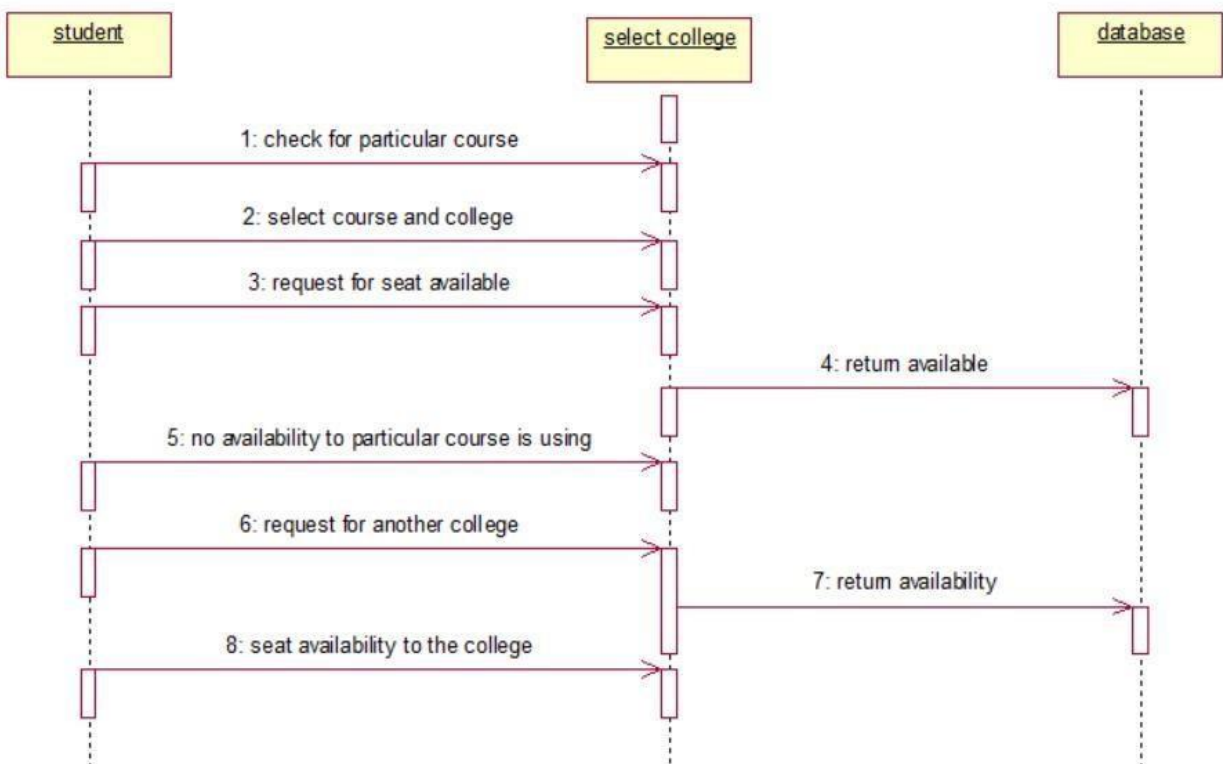 student
select college
database
1: check for particular course
2: select course and college
3: request for seat available
4: return available
5: no availability to particular course is using
6: request for another college
7: return availability
8: seat availability to the college